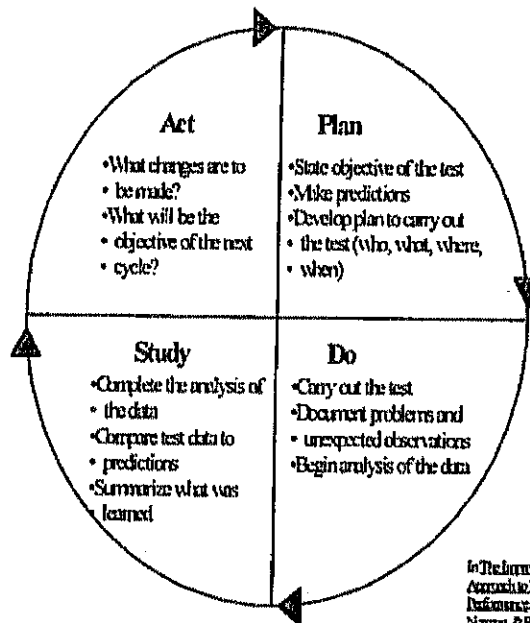 Act
•What changes are to
• be made?
•What will be the
• objective of the next
• cycle?
Plan
•State objective of the test
•Make predictions
•Develop plan to carry out
• the test (who, what, where,
• when)
Study
•Complete the analysis of
• the data
•Compare test data to
• predictions
•Summarize what was
• learned
Do
•Carry out the test
•Document problems and
• unexpected observations
•Begin analysis of the data